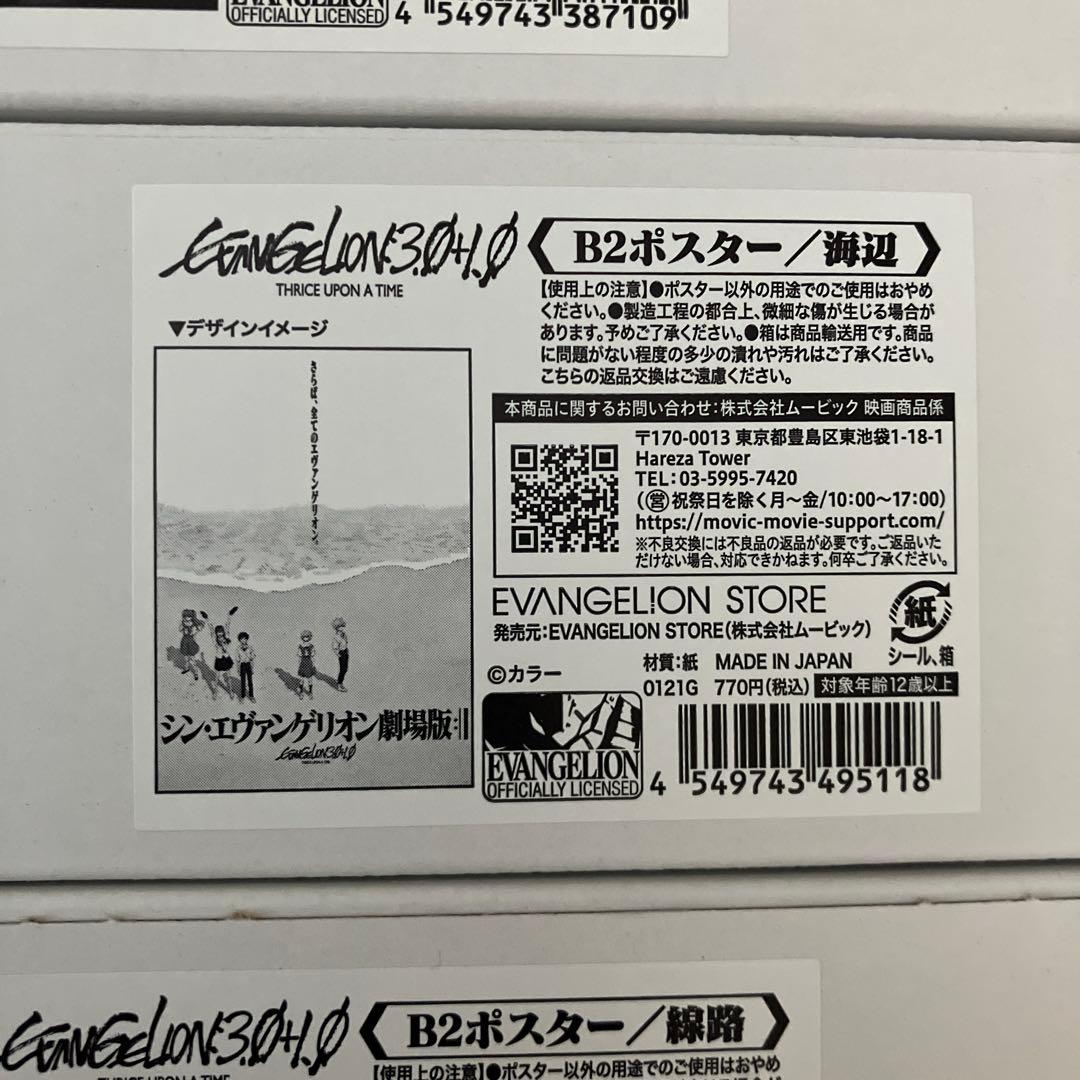 EVANGELION
OFFICIALLY LICENSED
4 549743 387109
EVANGELION:3.0+1.0
THRICE UPON A TIME
B2ポスター/海辺
▼デザインイメージ
【使用上の注意】●ポスター以外の用途でのご使用はおやめ
ください。●製造工程の都合上、微細な傷が生じる場合が
あります。予めご了承ください。●箱は商品輸送用です。商品
に問題がない程度の多少の潰れや汚れはご了承ください。
こちらの返品交換はご遠慮ください。
さらば、全てのエヴァンゲリオン。
シン・エヴァンゲリオン劇場版:||
EVANGELION:3.0+1.0
THRICE UPON A TIME
本商品に関するお問い合わせ:株式会社ムービック 映画商品係
〒170-0013 東京都豊島区東池袋1-18-1
Hareza Tower
TEL:03-5995-7420
(営祝祭日を除く月~金/10:00~17:00)
https://movic-movie-support.com/
※不良交換には不良品の返品が必要です。ご返品いた
だけない場合、対応できかねます。何卒ご了承ください。
EVANGELION STORE
発売元:EVANGELION STORE(株式会社ムービック)
紙
シール、箱
©カラー
材質:紙 MADE IN JAPAN
0121G 770円(税込) 対象年齢12歳以上
EVANGELION
OFFICIALLY LICENSED
4 549743 495118
EVANGELION:3.0+1.0
THRICE UPON A TIME
B2ポスター/線路
【使用上の注意】●ポスター以外の用途でのご使用はおやめ